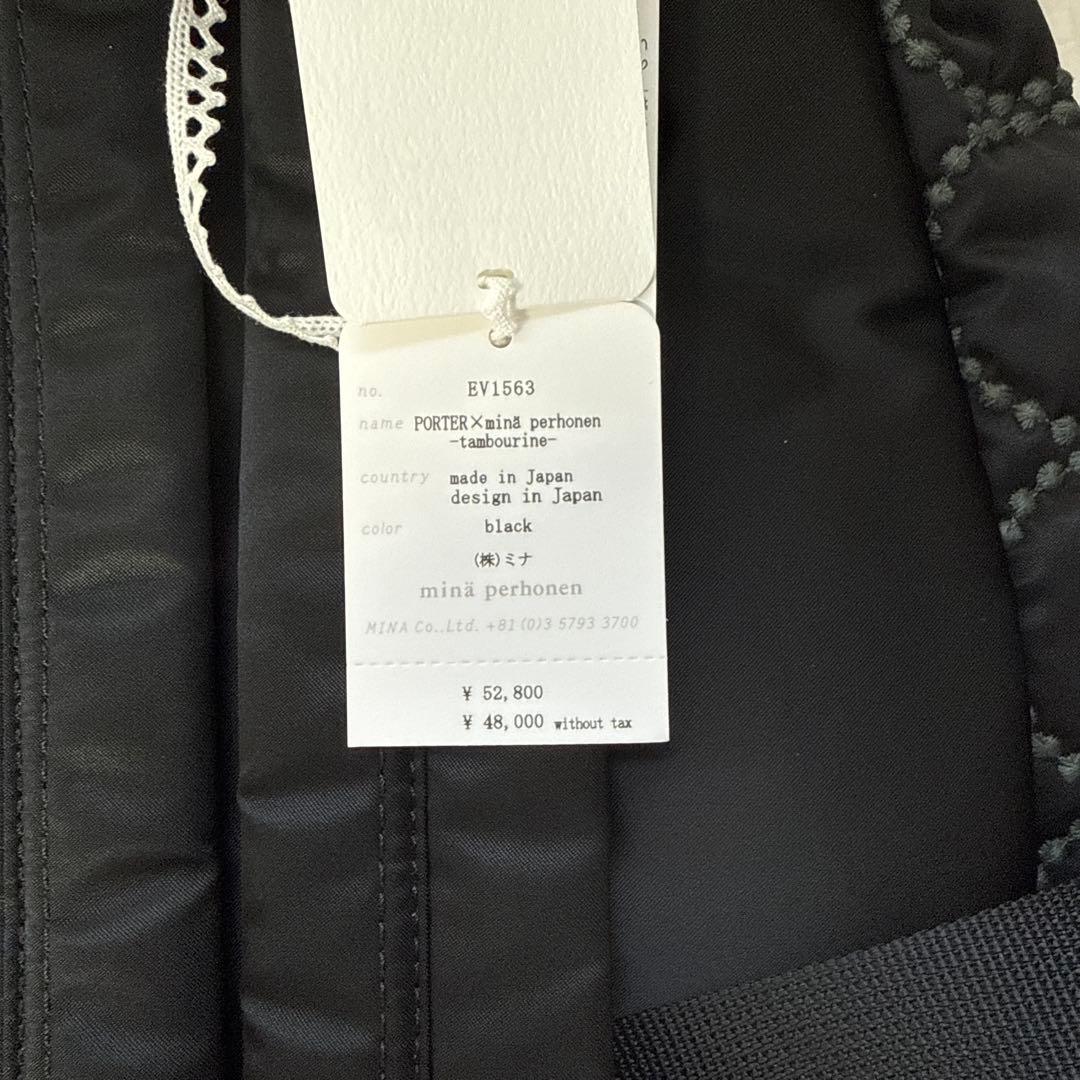 no. EV1563
name PORTER×minä perhonen
-tambourine-
country made in Japan
design in Japan
color black
(株)ミナ
minä perhonen
MINA Co.,Ltd. +81(0)3 5793 3700
¥ 52,800
¥ 48,000 without tax